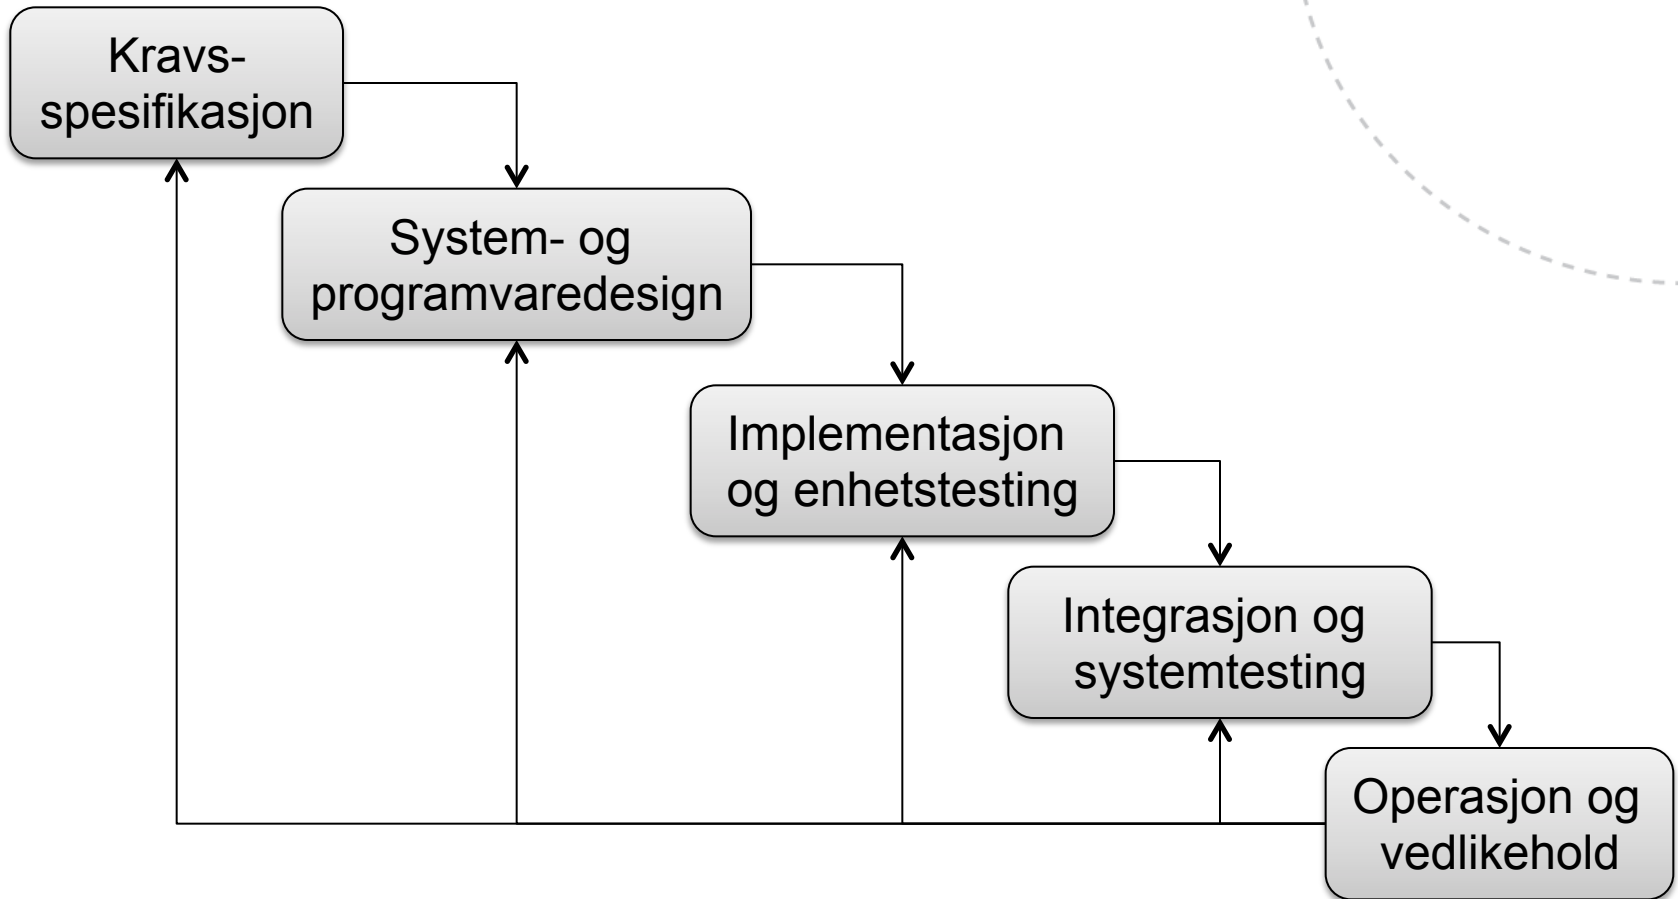 Kravs-
spesifikasjon
System- og
programvaredesign
Implementasjon
og enhetstesting
Integrasjon og
systemtesting
Operasjon og
vedlikehold